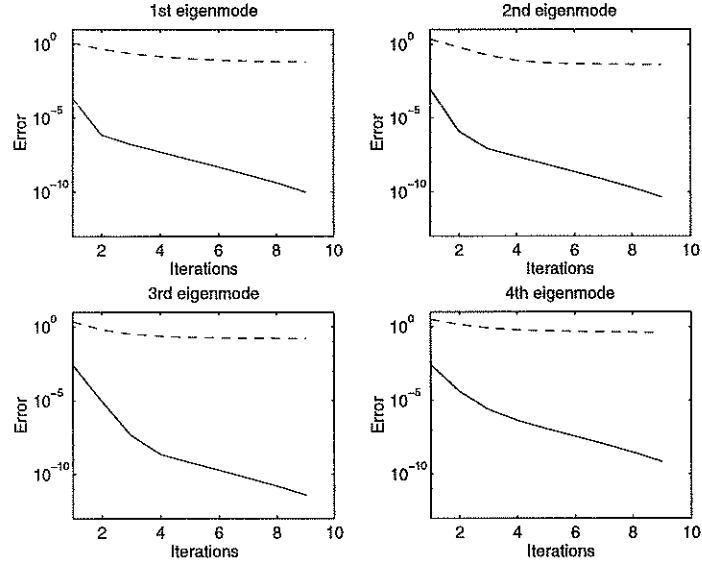 1st eigenmode
10^0
10^-5
10^-10
Error
2 4 6 8 10
Iterations
2nd eigenmode
10^0
10^-5
10^-10
Error
2 4 6 8 10
Iterations
3rd eigenmode
10^0
10^-5
10^-10
Error
2 4 6 8 10
Iterations
4th eigenmode
10^0
10^-5
10^-10
Error
2 4 6 8 10
Iterations